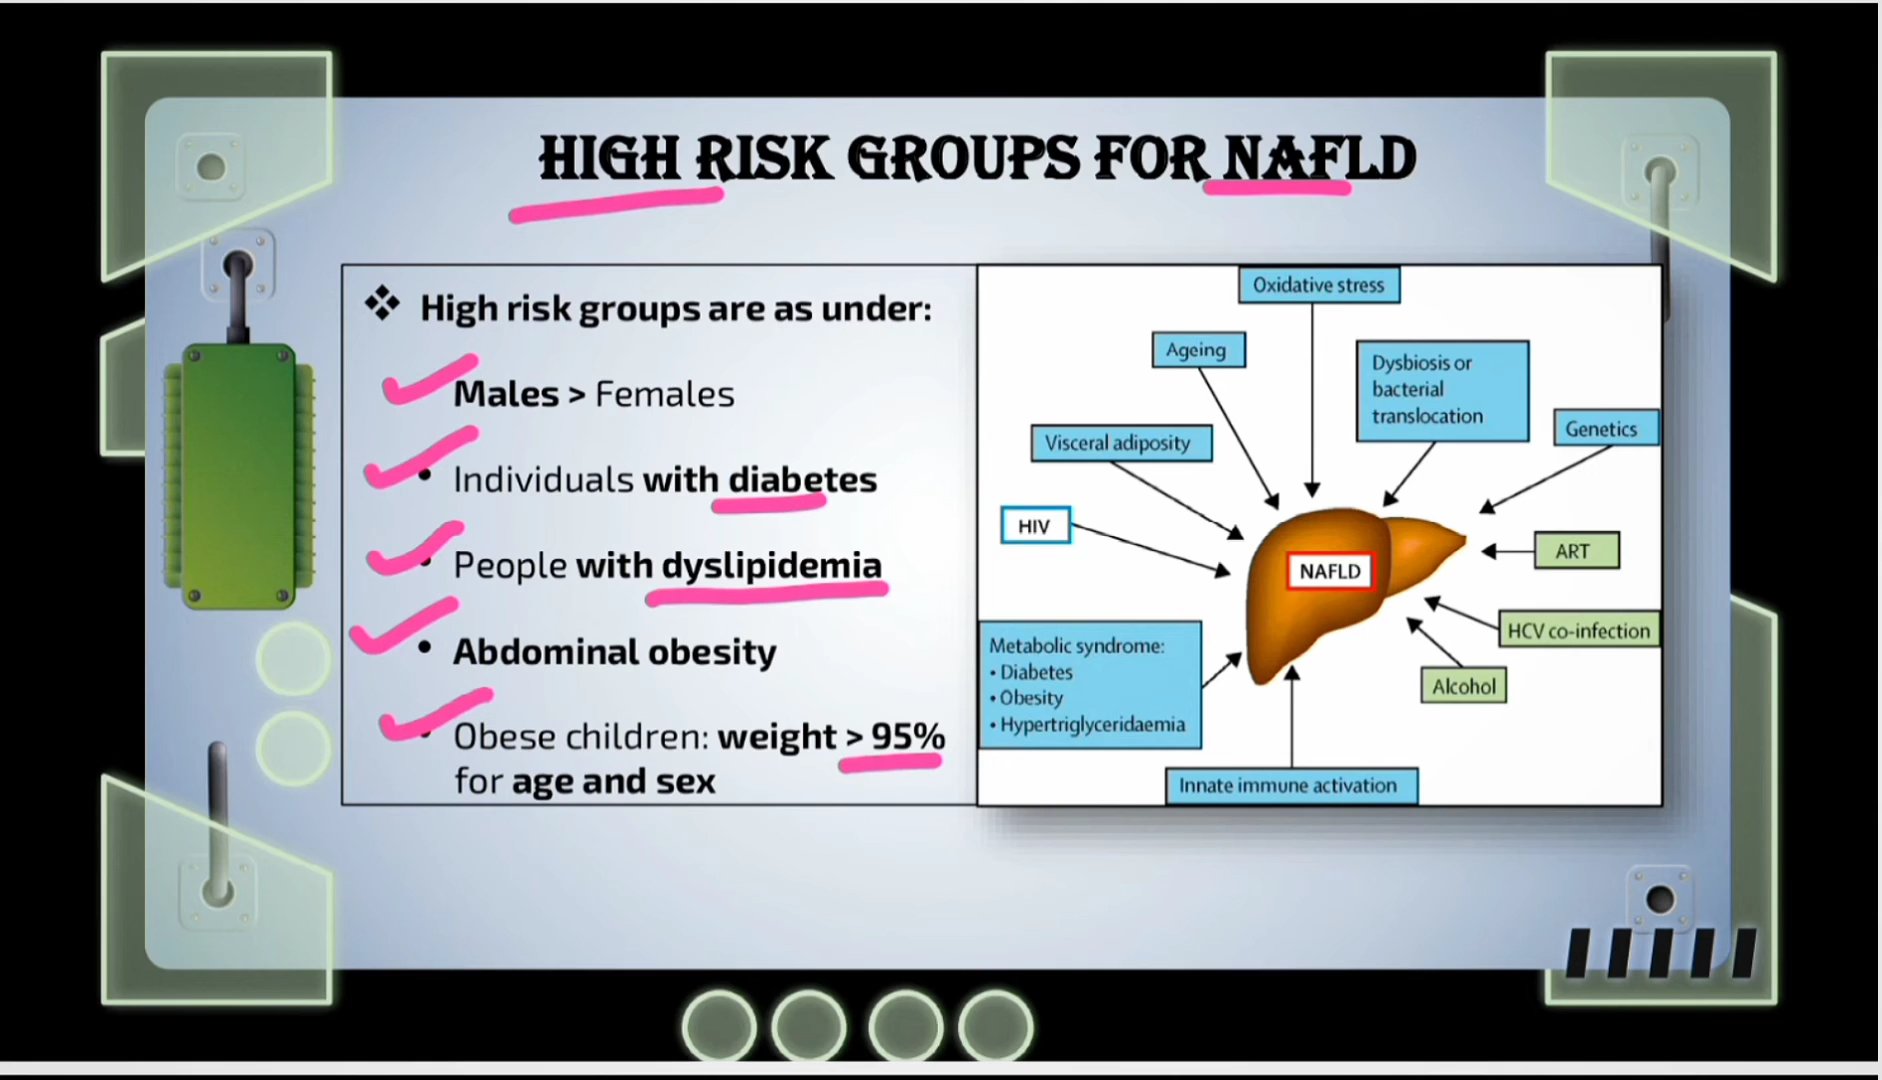 HIGH RISK GROUPS FOR NAFLD
❖ High risk groups are as under:
Males > Females
• Individuals with diabetes
• People with dyslipidemia
• Abdominal obesity
• Obese children: weight > 95%
for age and sex
Oxidative stress
Ageing
Dysbiosis or
bacterial
translocation
Genetics
Visceral adiposity
HIV
NAFLD
ART
HCV co-infection
Alcohol
Metabolic syndrome:
• Diabetes
• Obesity
• Hypertriglyceridaemia
Innate immune activation